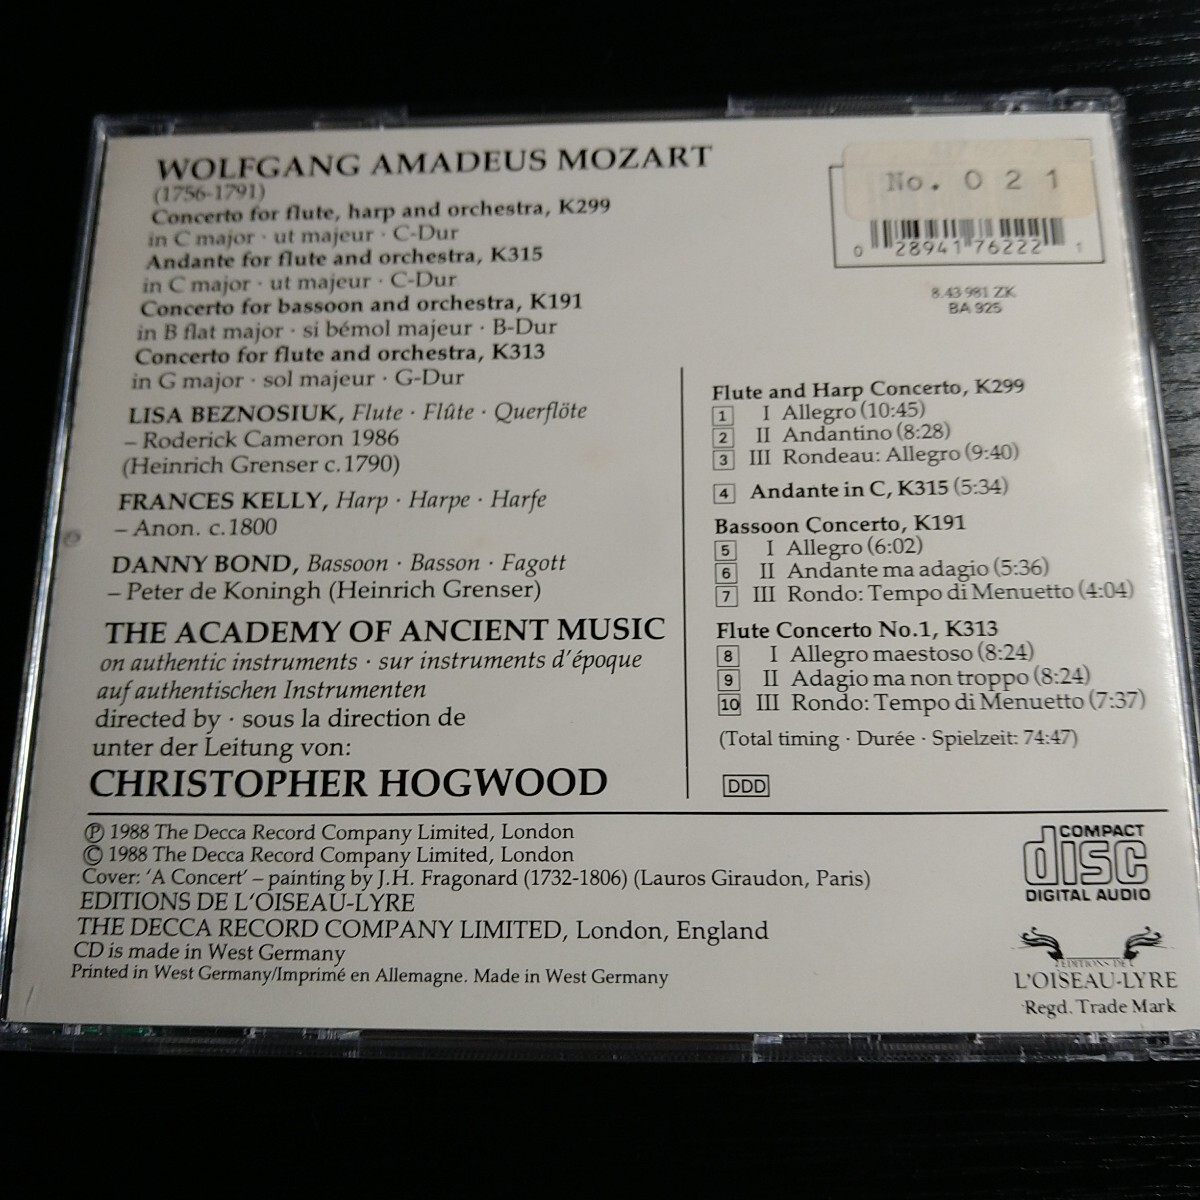 WOLFGANG AMADEUS MOZART
(1756-1791)
Concerto for flute, harp and orchestra, K299
in C major · ut majeur · C-Dur
Andante for flute and orchestra, K315
in C major · ut majeur · C-Dur
Concerto for bassoon and orchestra, K191
in B flat major · si bémol majeur · B-Dur
Concerto for flute and orchestra, K313
in G major · sol majeur · G-Dur
LISA BEZNOSIUK, Flute · Flûte · Querflöte
– Roderick Cameron 1986
(Heinrich Grenser c.1790)
FRANCES KELLY, Harp · Harpe · Harfe
– Anon. c.1800
DANNY BOND, Bassoon · Basson · Fagott
– Peter de Koningh (Heinrich Grenser)
THE ACADEMY OF ANCIENT MUSIC
on authentic instruments · sur instruments d'époque
auf authentischen Instrumenten
directed by · sous la direction de
unter der Leitung von:
CHRISTOPHER HOGWOOD
No. 0 2 1
0 28941 76222 1
8.43 981 ZK
BA 925
Flute and Harp Concerto, K299
1 I Allegro (10:45)
2 II Andantino (8:28)
3 III Rondeau: Allegro (9:40)
4 Andante in C, K315 (5:34)
Bassoon Concerto, K191
5 I Allegro (6:02)
6 II Andante ma adagio (5:36)
7 III Rondo: Tempo di Menuetto (4:04)
Flute Concerto No.1, K313
8 I Allegro maestoso (8:24)
9 II Adagio ma non troppo (8:24)
10 III Rondo: Tempo di Menuetto (7:37)
(Total timing · Durée · Spielzeit: 74:47)
DDD
Ⓟ 1988 The Decca Record Company Limited, London
© 1988 The Decca Record Company Limited, London
Cover: 'A Concert' – painting by J.H. Fragonard (1732-1806) (Lauros Giraudon, Paris)
EDITIONS DE L'OISEAU-LYRE
THE DECCA RECORD COMPANY LIMITED, London, England
CD is made in West Germany
Printed in West Germany/Imprimé en Allemagne. Made in West Germany
COMPACT
disc
DIGITAL AUDIO
EDITIONS DE
L'OISEAU-LYRE
Regd. Trade Mark